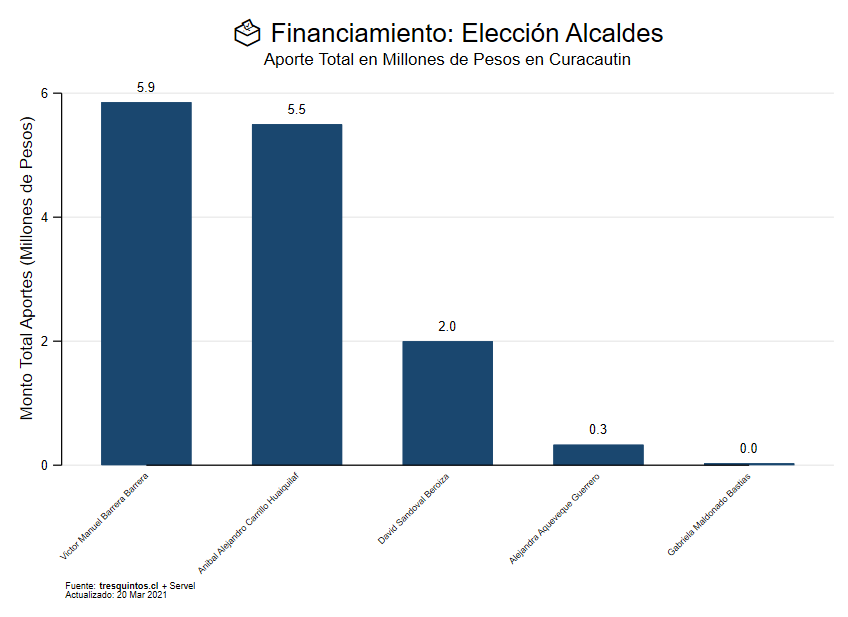 Financiamiento: Elección Alcaldes
Aporte Total en Millones de Pesos en Curacautin
Monto Total Aportes (Millones de Pesos)
6
4
2
0
5.9
5.5
2.0
0.3
0.0
Victor Manuel Barrera Barrera
Anibal Alejandro Carrillo Huaiquilaf
David Sandoval Beroiza
Alejandra Aqueveque Guerrero
Gabriela Maldonado Bastias
Fuente: tresquintos.cl + Servel
Actualizado: 20 Mar 2021